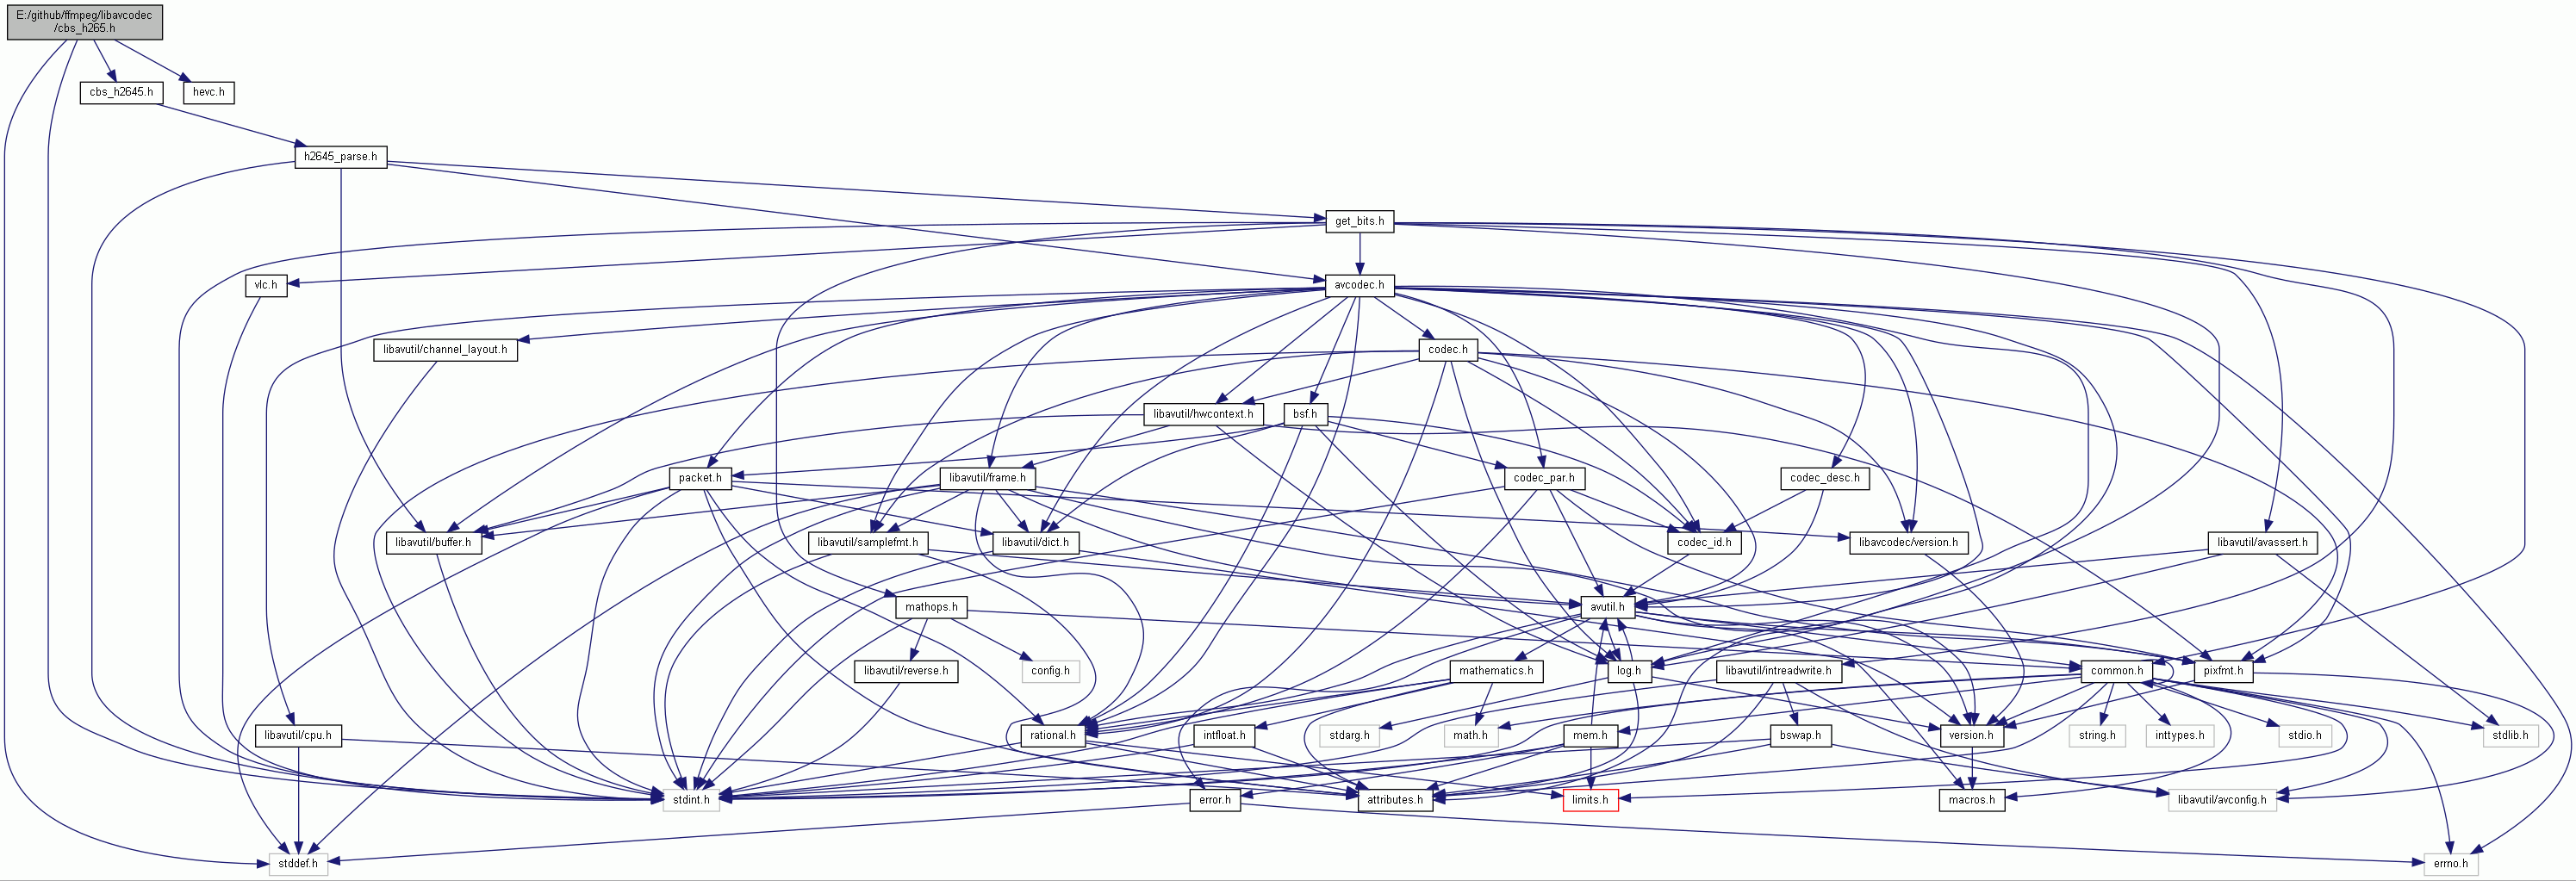 E:/github/ffmpeg/libavcodec
/cbs_h265.h
cbs_h2645.h
hevc.h
h2645_parse.h
get_bits.h
vlc.h
avcodec.h
libavutil/channel_layout.h
codec.h
libavutil/hwcontext.h
bsf.h
packet.h
libavutil/frame.h
codec_par.h
codec_desc.h
libavutil/buffer.h
libavutil/samplefmt.h
libavutil/dict.h
codec_id.h
libavcodec/version.h
libavutil/avassert.h
mathops.h
avutil.h
libavutil/reverse.h
config.h
mathematics.h
log.h
libavutil/intreadwrite.h
common.h
pixfmt.h
libavutil/cpu.h
rational.h
intfloat.h
stdarg.h
math.h
mem.h
bswap.h
version.h
string.h
inttypes.h
stdio.h
stdlib.h
stdint.h
error.h
attributes.h
limits.h
macros.h
libavutil/avconfig.h
stddef.h
errno.h